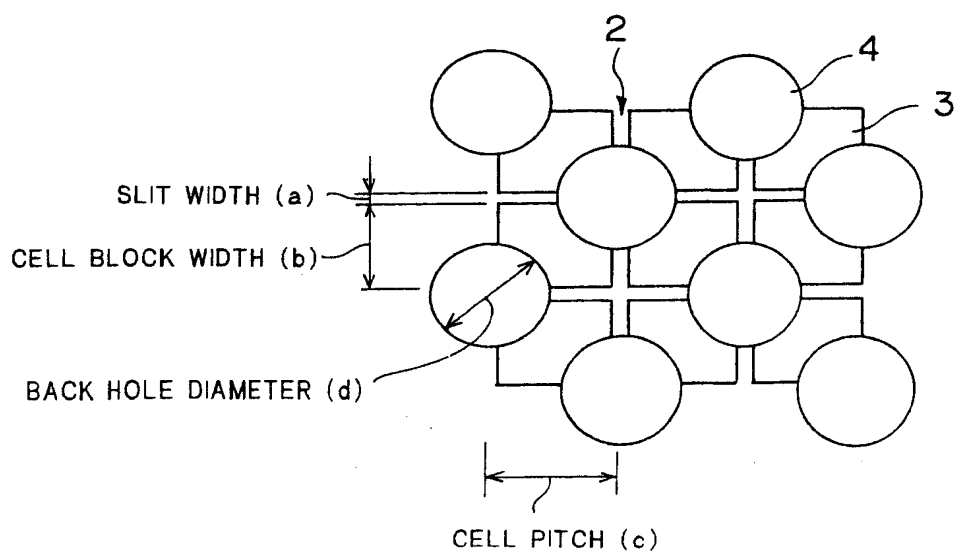 2
4
3
SLIT WIDTH (a)
CELL BLOCK WIDTH (b)
BACK HOLE DIAMETER (d)
CELL PITCH (c)